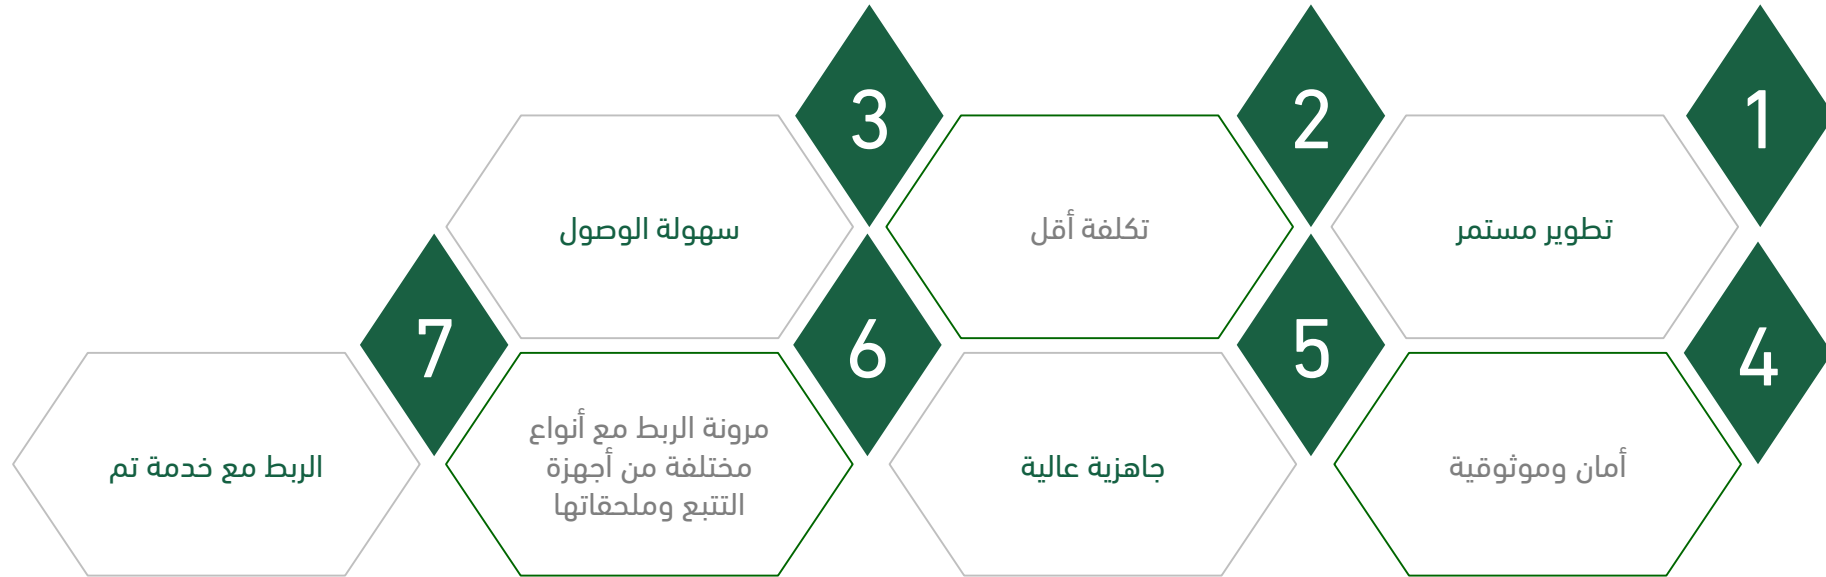 1
تطوير مستمر
2
تكلفة أقل
3
سهولة الوصول
4
أمان وموثوقية
5
جاهزية عالية
6
مرونة الربط مع أنواع
مختلفة من أجهزة
التتبع وملحقاتها
7
الربط مع خدمة تم